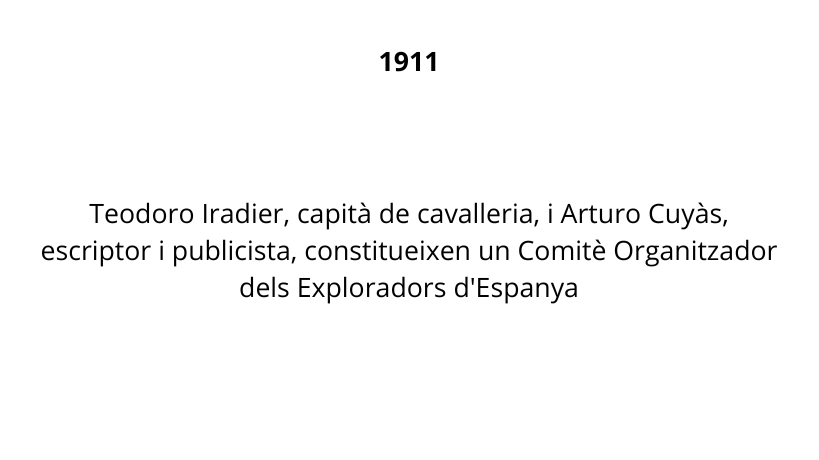 1911
Teodoro Iradier, capità de cavalleria, i Arturo Cuyàs,
escriptor i publicista, constitueixen un Comitè Organitzador
dels Exploradors d'Espanya